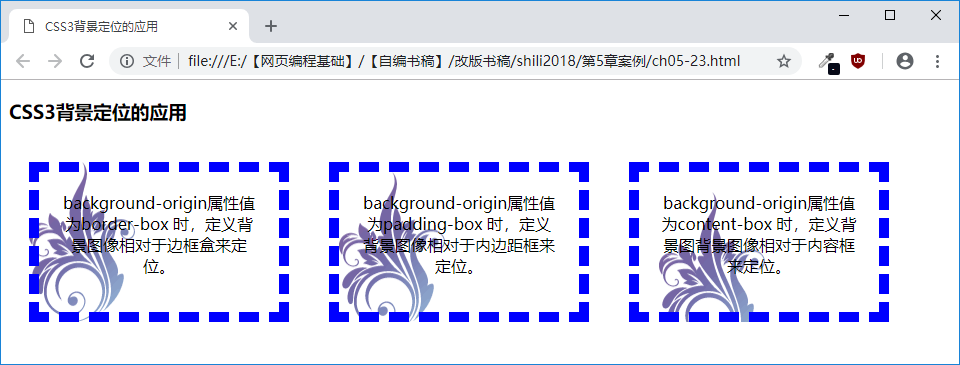 CSS3背景定位的应用
文件 file:///E:/【网页编程基础】/【自编书稿】/改版书稿/shili2018/第5章案例/ch05-23.html
CSS3背景定位的应用
background-origin属性值
为border-box 时，定义背
景图像相对于边框盒来定
位。
background-origin属性值
为padding-box 时，定义
背景图像相对于内边距框来
定位。
background-origin属性值
为content-box 时，定义背
景图背景图像相对于内容框
来定位。